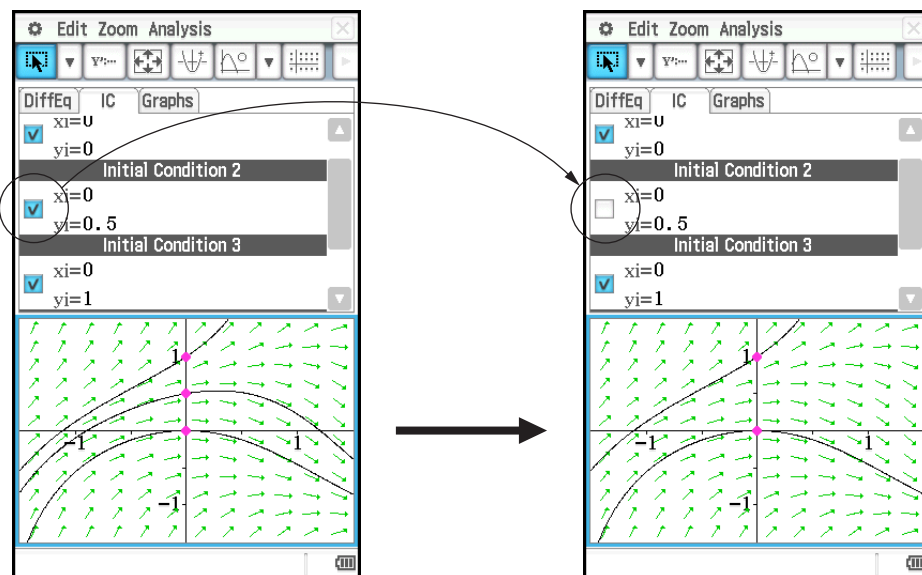 Edit Zoom Analysis
DiffEq IC Graphs
xi=0
yi=0
Initial Condition 2
xi=0
yi=0.5
Initial Condition 3
xi=0
yi=1
1
-1 1
-1
Edit Zoom Analysis
DiffEq IC Graphs
xi=0
yi=0
Initial Condition 2
xi=0
yi=0.5
Initial Condition 3
xi=0
yi=1
1
-1 1
-1